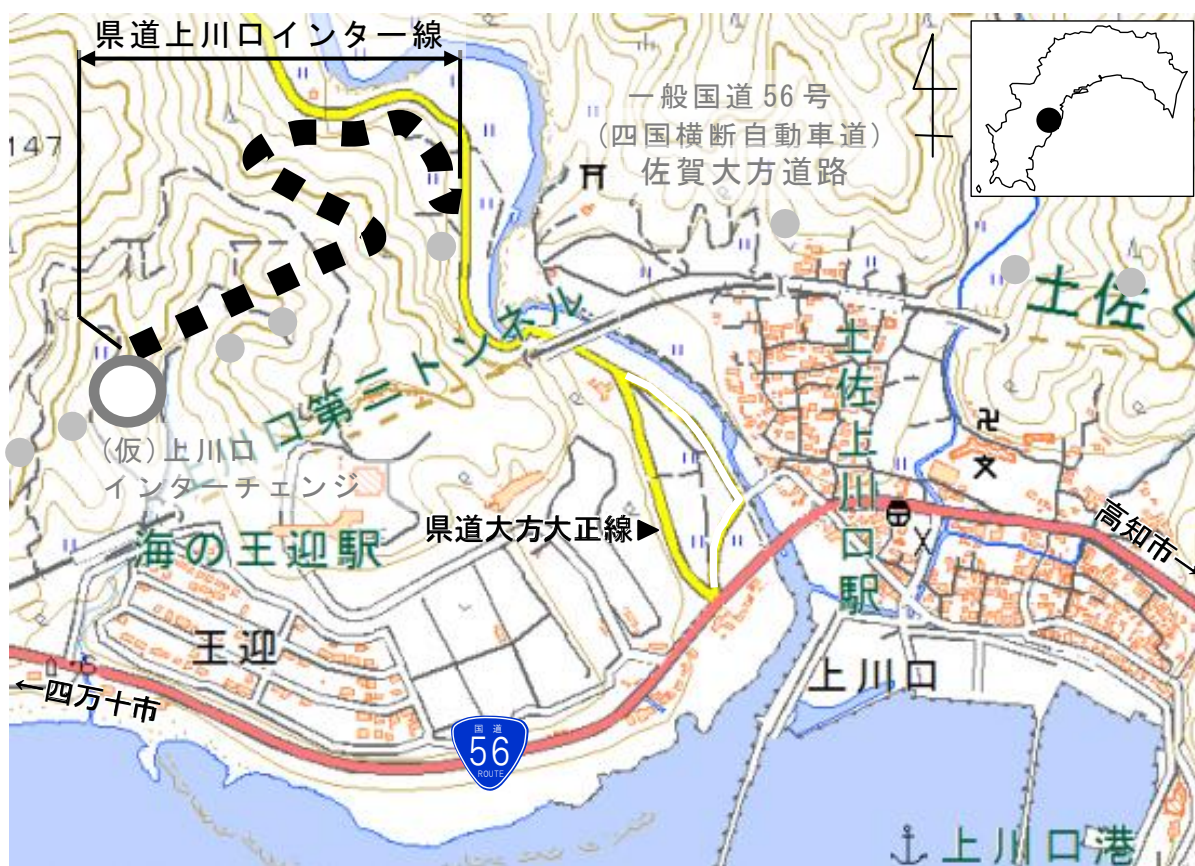 県道上川口インター線
一般国道56号
(四国横断自動車道)
佐賀大方道路
147
土佐く
上川口第三トンネル
土佐上川口駅
(仮)上川口
インターチェンジ
県道大方大正線▶
高知市→
海の王迎駅
王迎
上川口
←四万十市
国道
56
ROUTE
上川口港